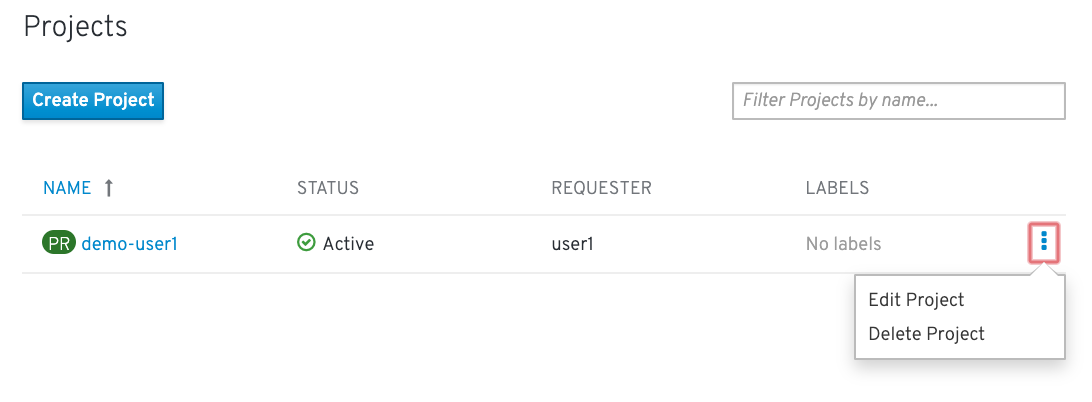 Projects
Create Project
Filter Projects by name...
NAME STATUS REQUESTER LABELS
PR demo-user1 Active user1 No labels
Edit Project
Delete Project